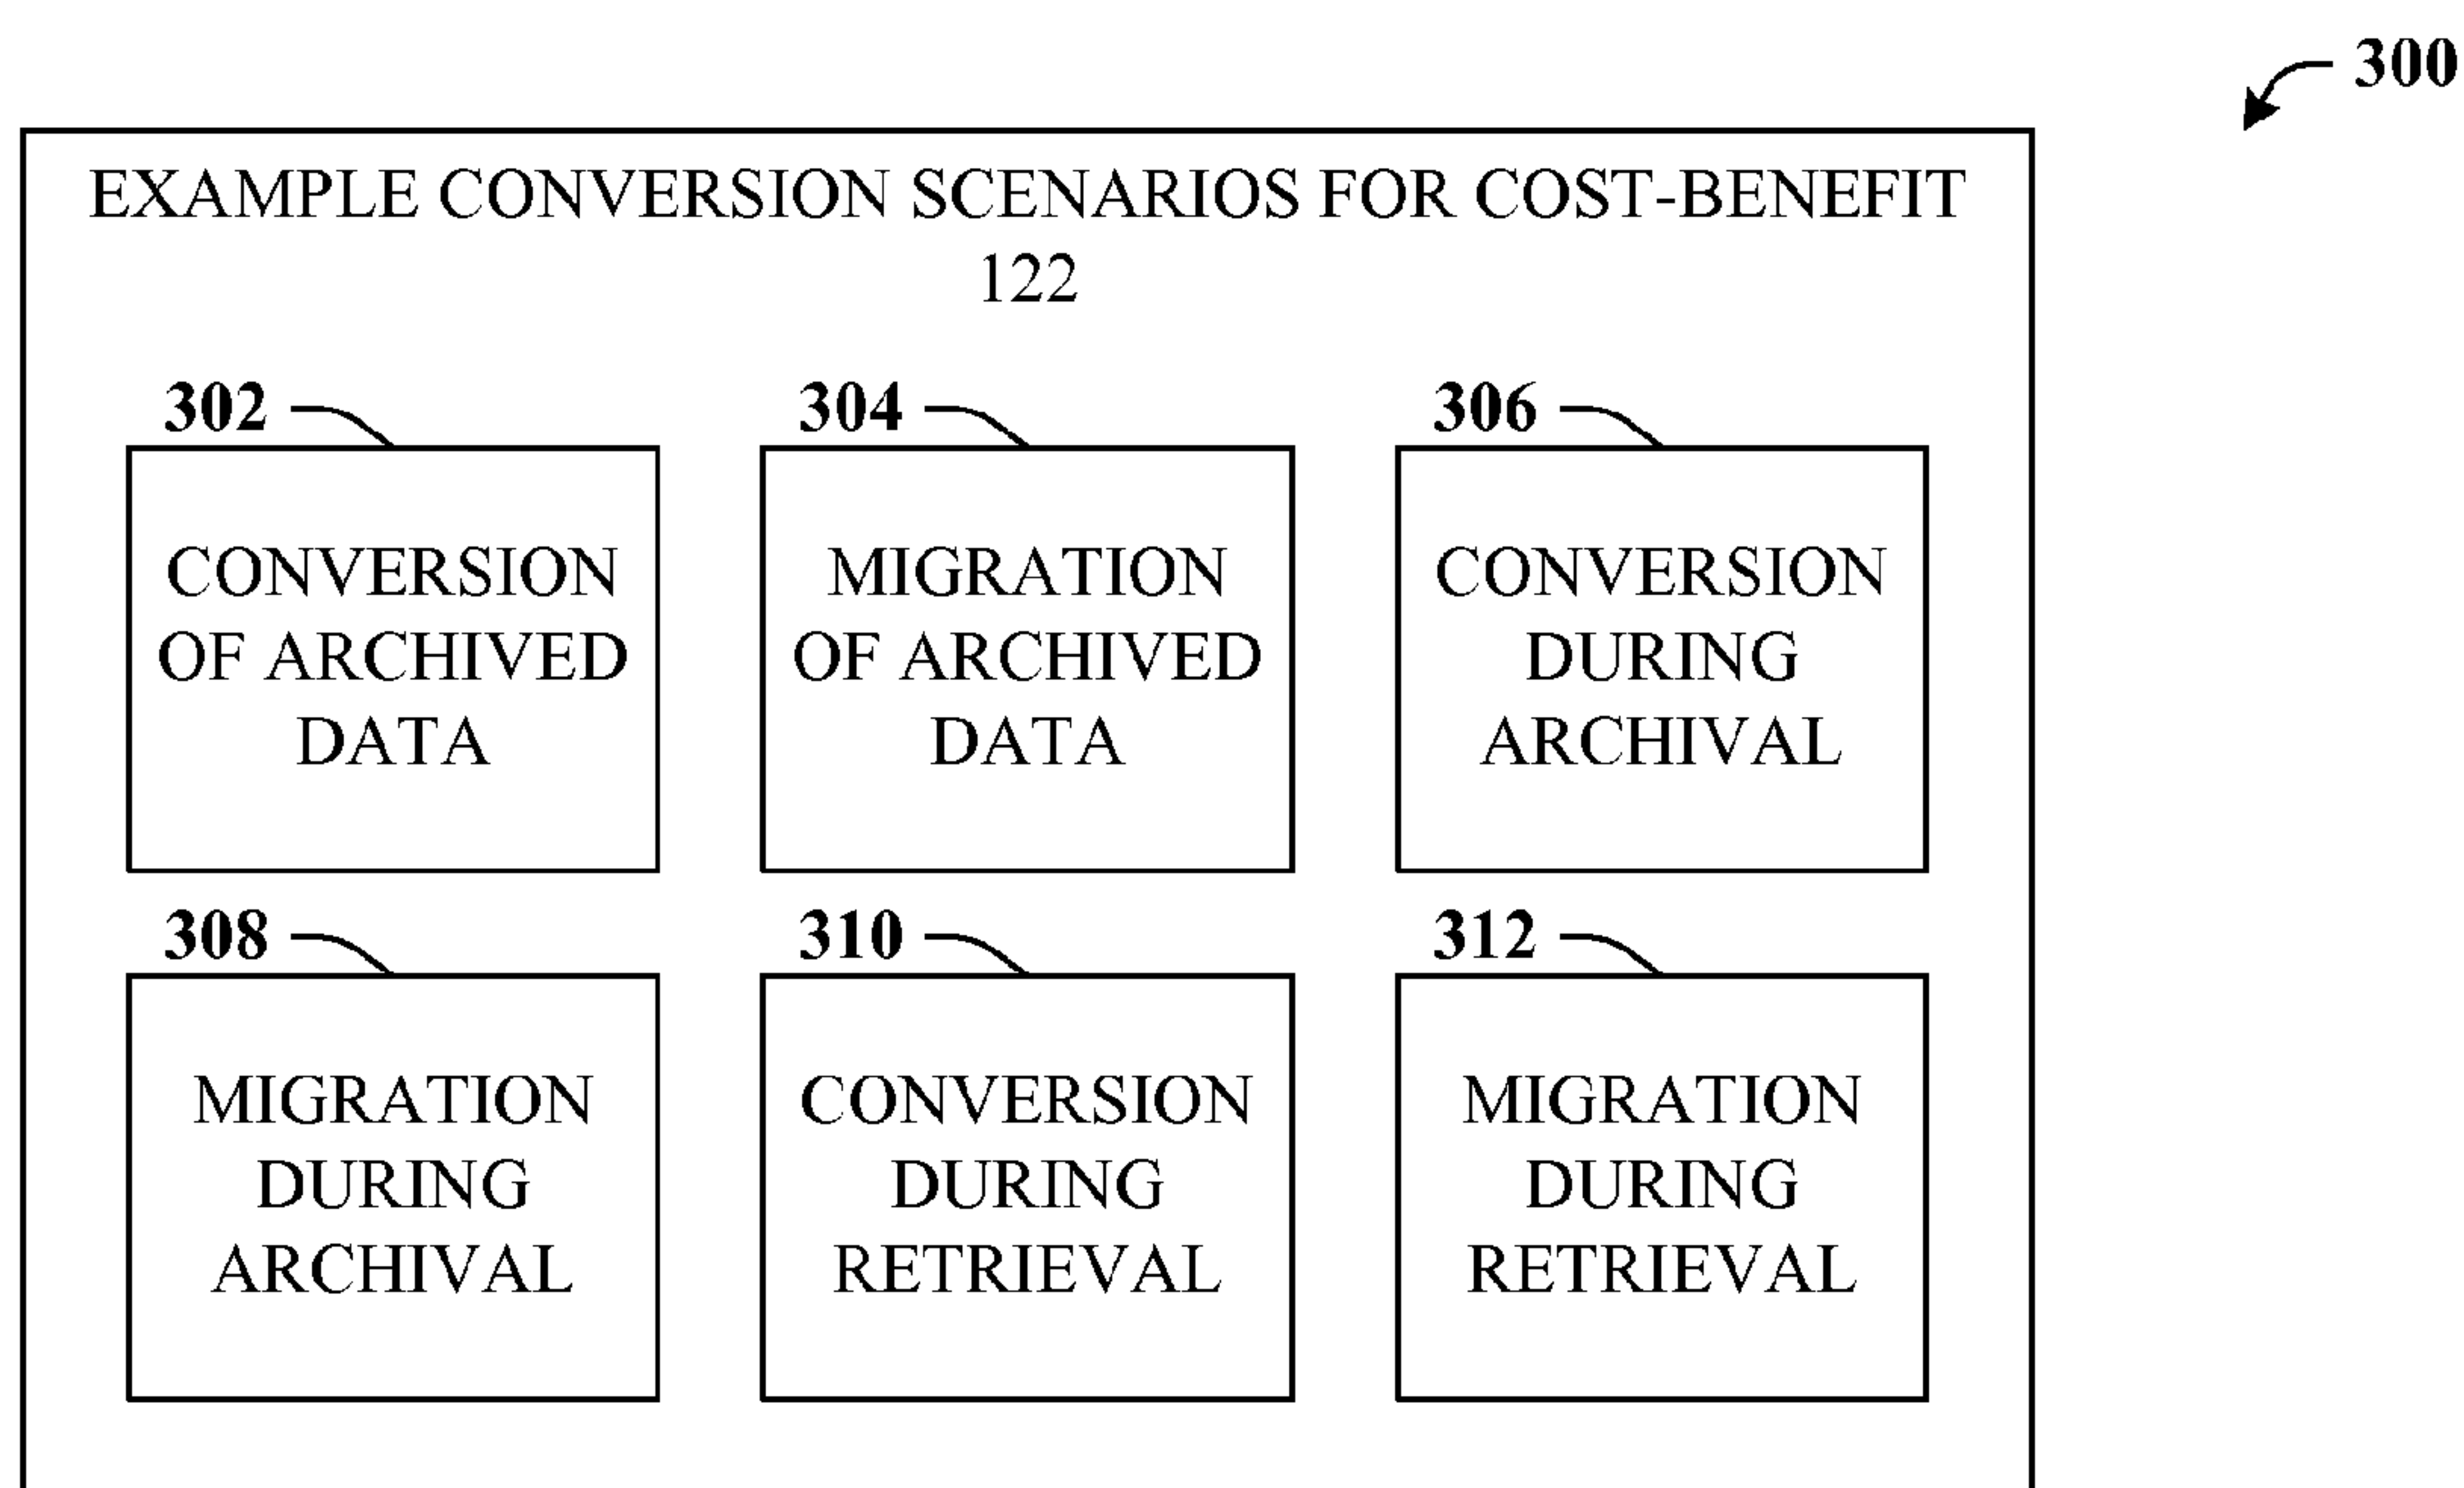 300
EXAMPLE CONVERSION SCENARIOS FOR COST-BENEFIT
122
302
CONVERSION
OF ARCHIVED
DATA
304
MIGRATION
OF ARCHIVED
DATA
306
CONVERSION
DURING
ARCHIVAL
308
MIGRATION
DURING
ARCHIVAL
310
CONVERSION
DURING
RETRIEVAL
312
MIGRATION
DURING
RETRIEVAL